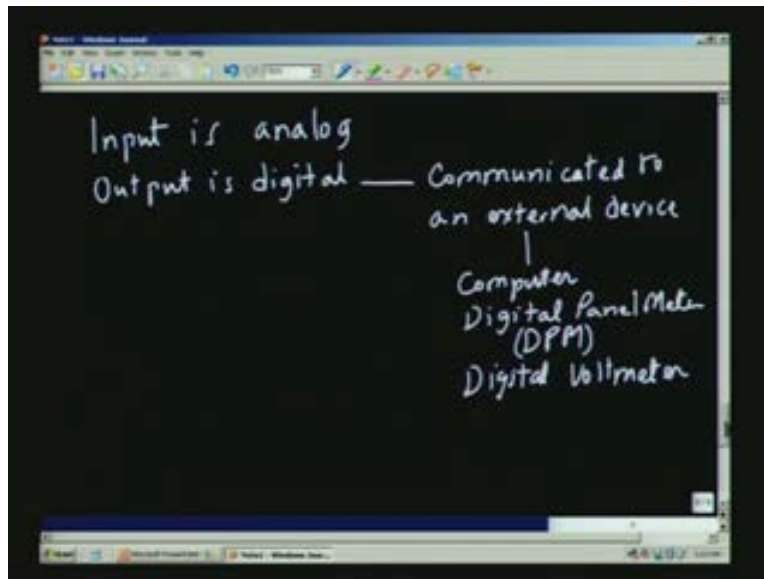 Input is analog
Output is digital — Communicated to
an external device
Computer
Digital Panel Meter
(DPM)
Digital Voltmeter